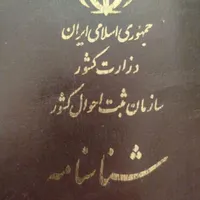 جمهوری اسلامی ایران
وزارت کشور
سازمان ثبت احوال کشور
شناسنامه